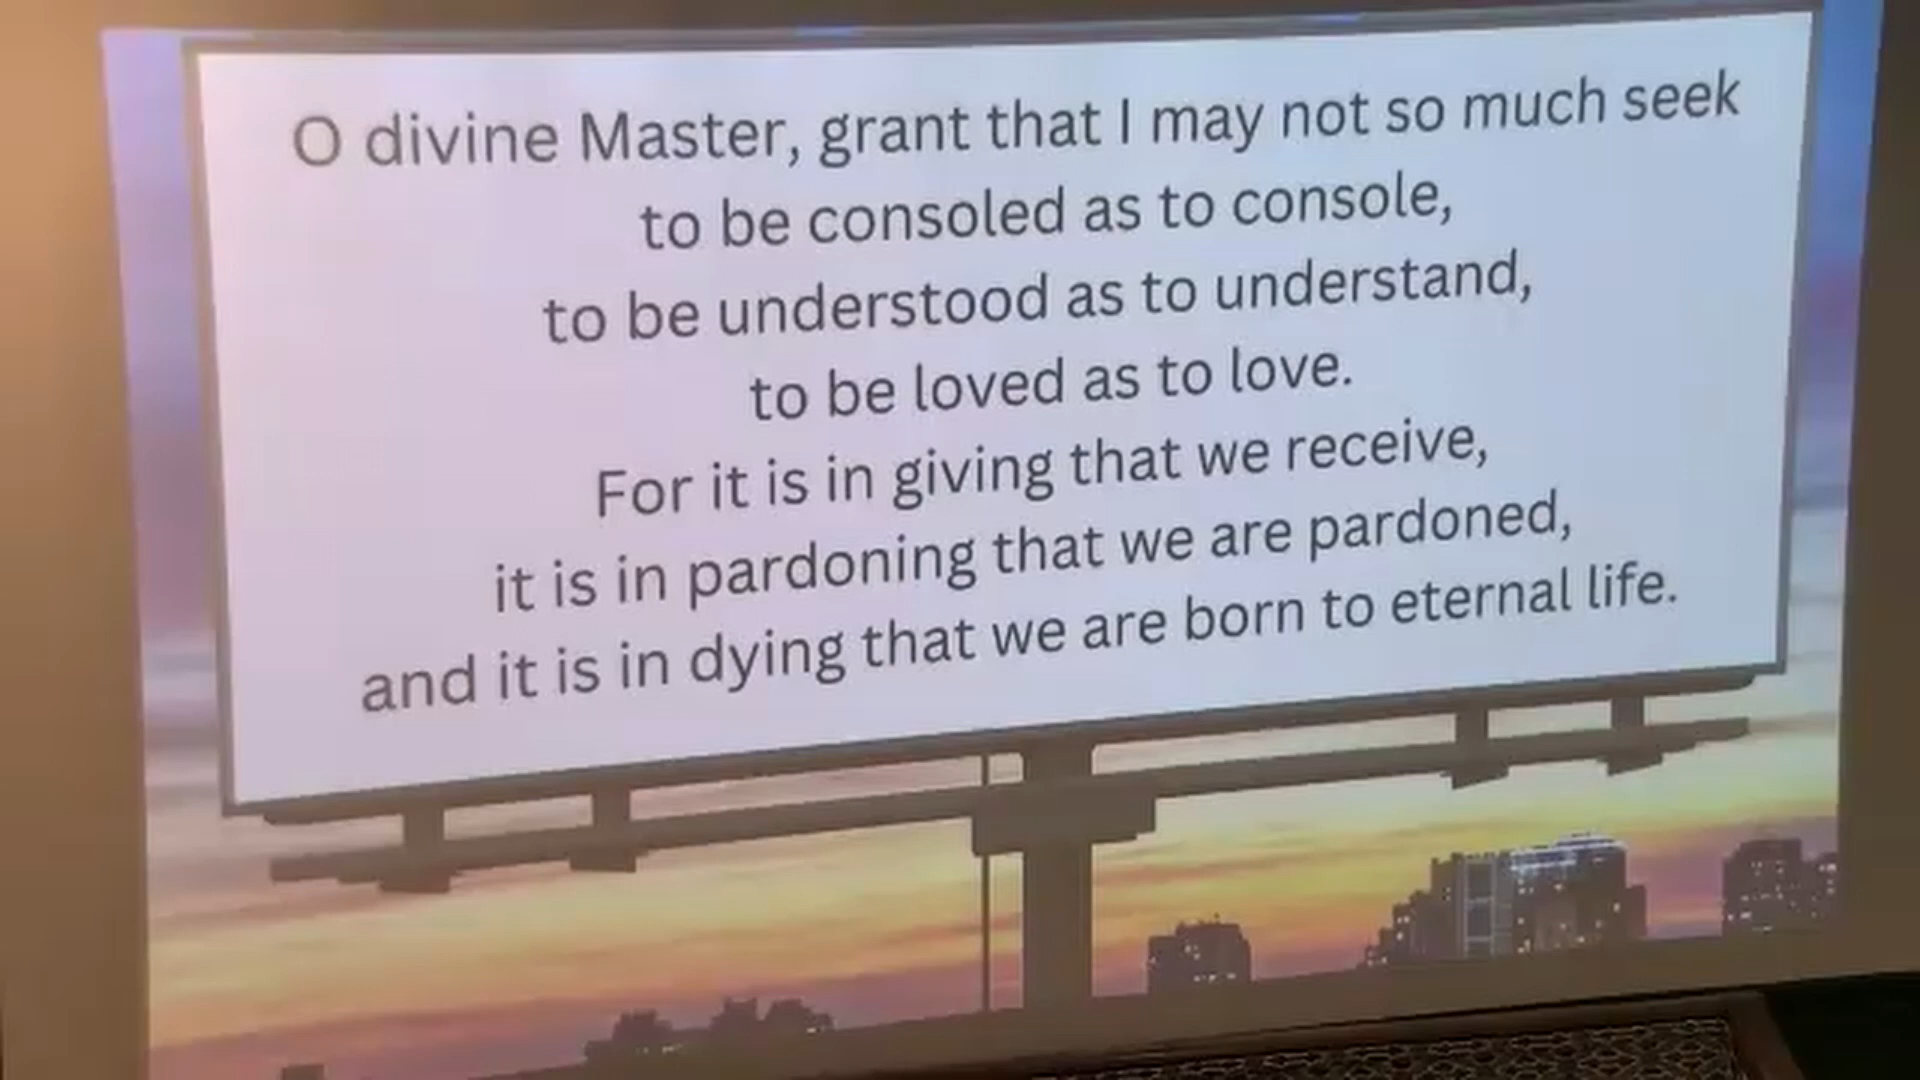 O divine Master, grant that I may not so much seek
to be consoled as to console,
to be understood as to understand,
to be loved as to love.
For it is in giving that we receive,
it is in pardoning that we are pardoned,
and it is in dying that we are born to eternal life.